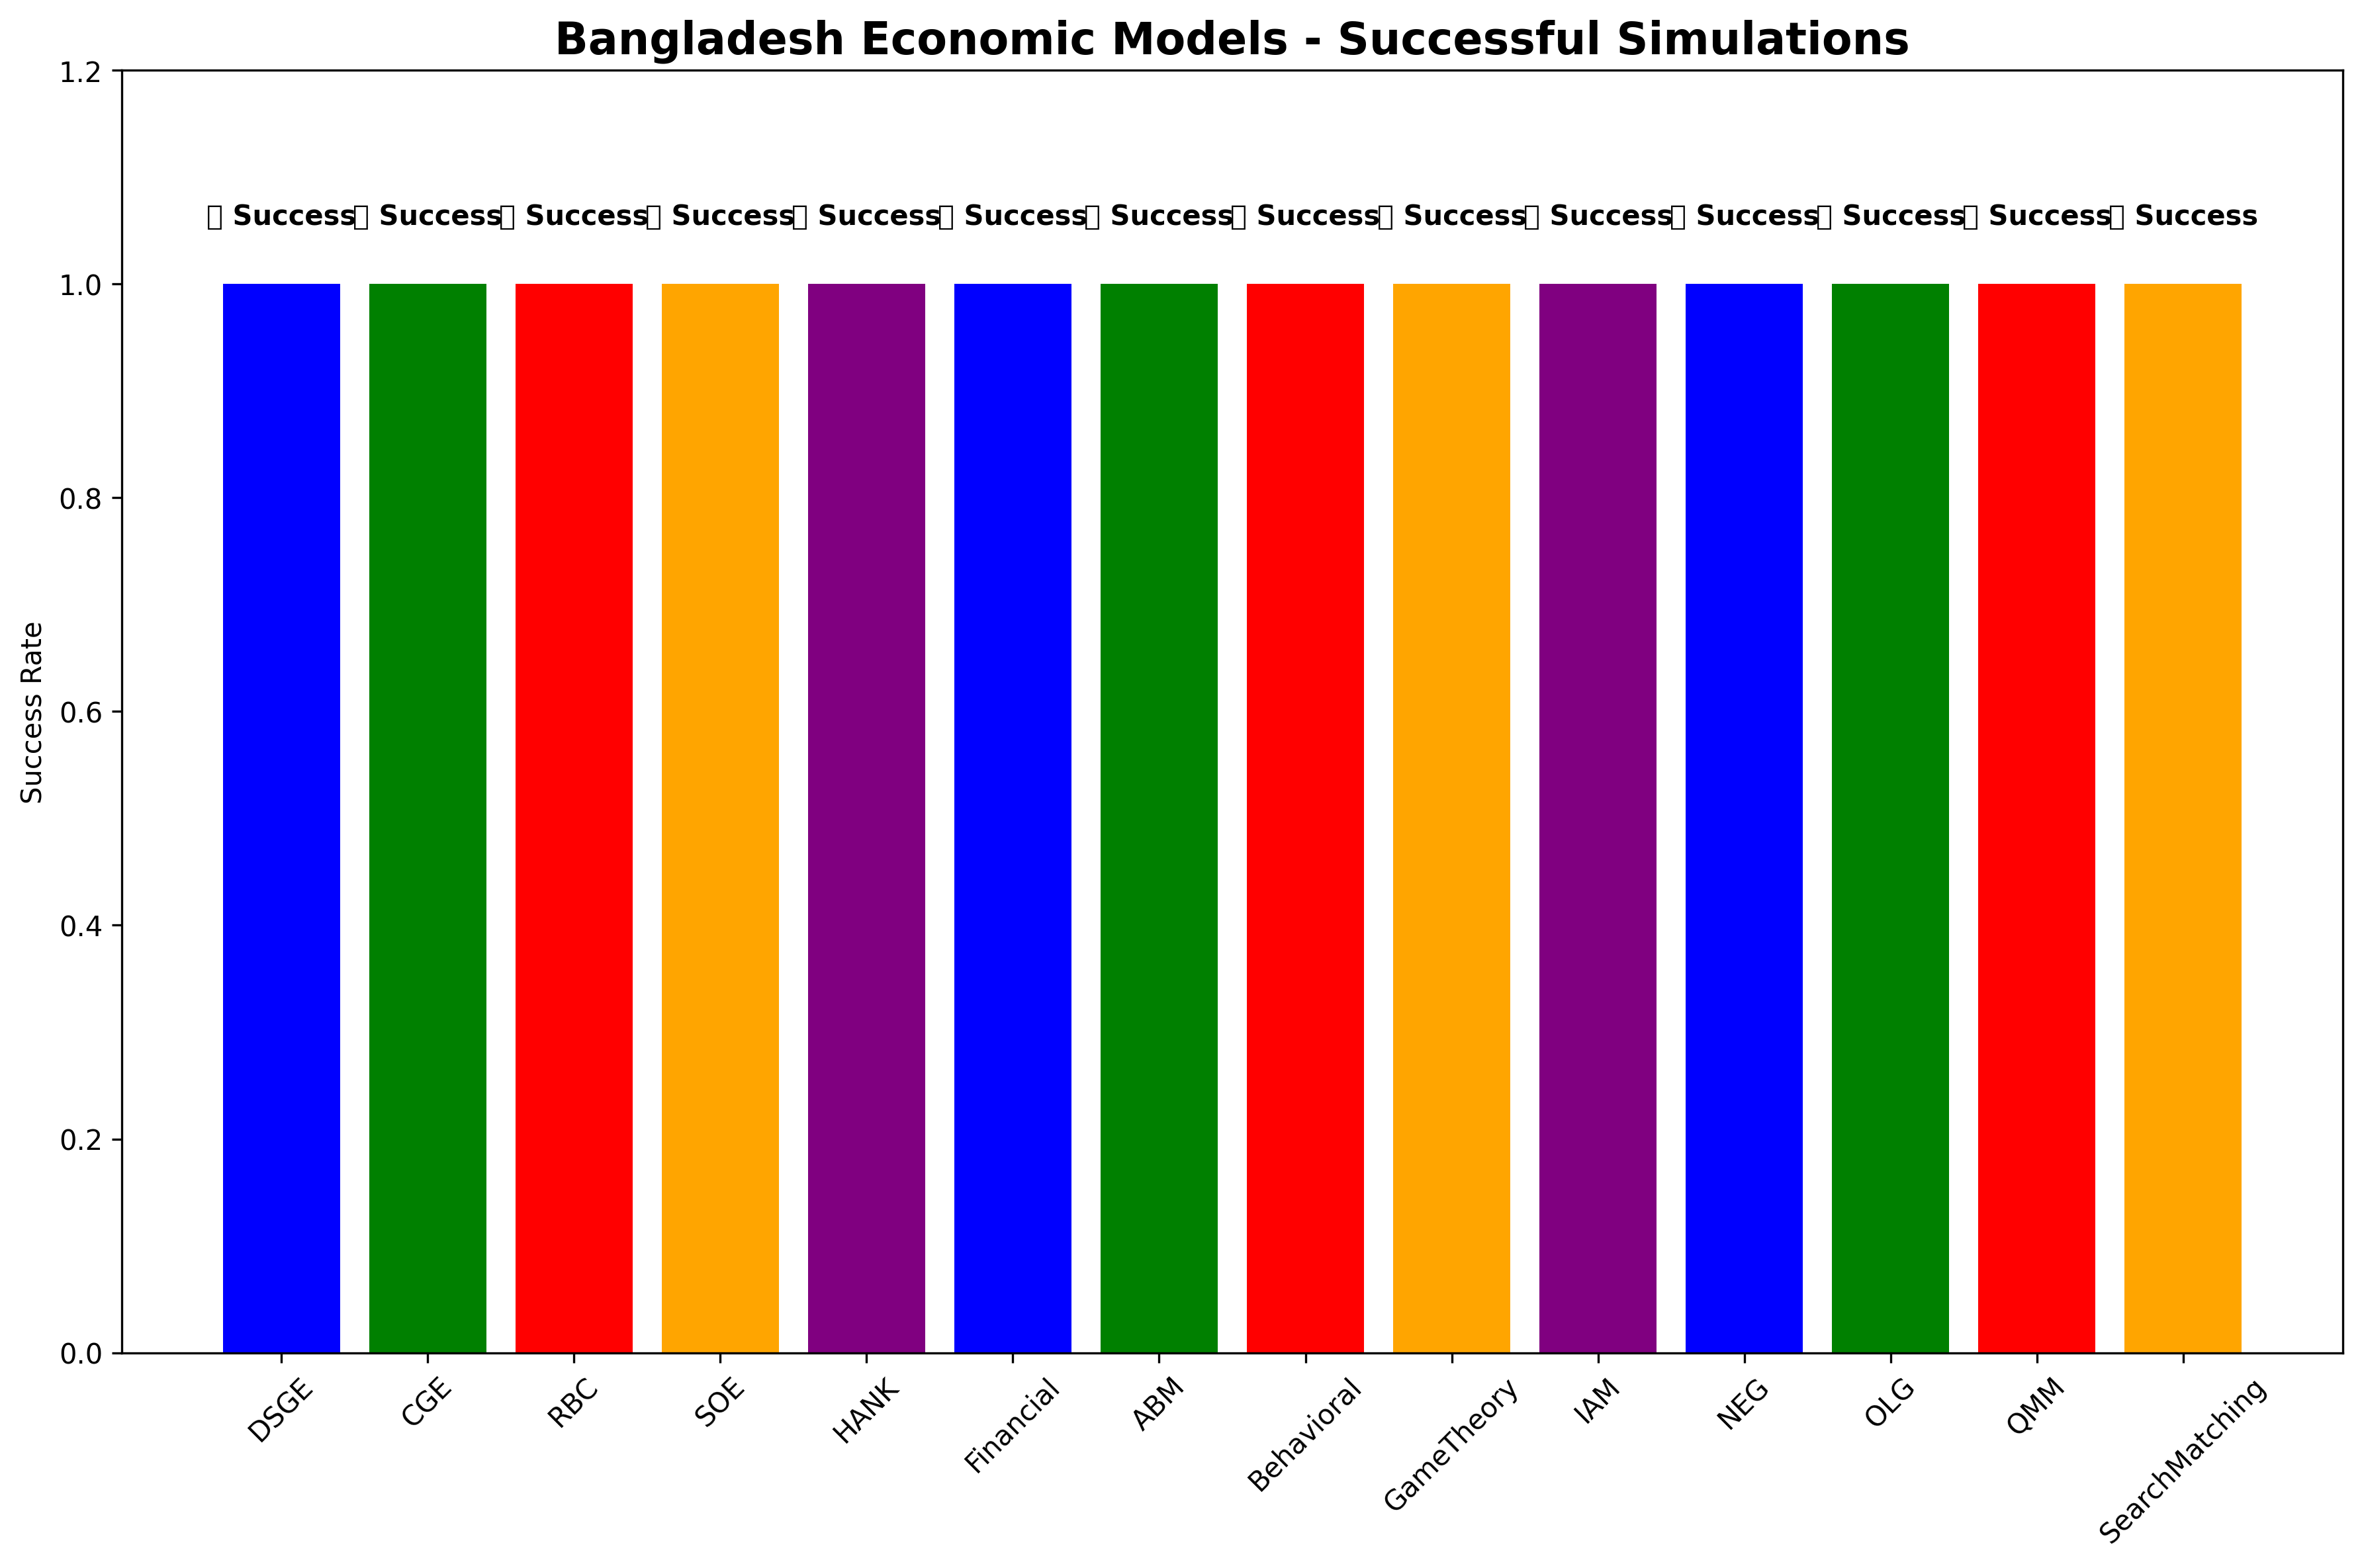 Bangladesh Economic Models - Successful Simulations
1.2
▯ Success▯ Success▯ Success▯ Success▯ Success▯ Success▯ Success▯ Success▯ Success▯ Success▯ Success▯ Success▯ Success▯ Success
1.0
0.8
0.6
0.4
0.2
0.0
Success Rate
DSGE
CGE
RBC
SOE
HANK
Financial
ABM
Behavioral
GameTheory
IAM
NEG
OLG
QMM
SearchMatching